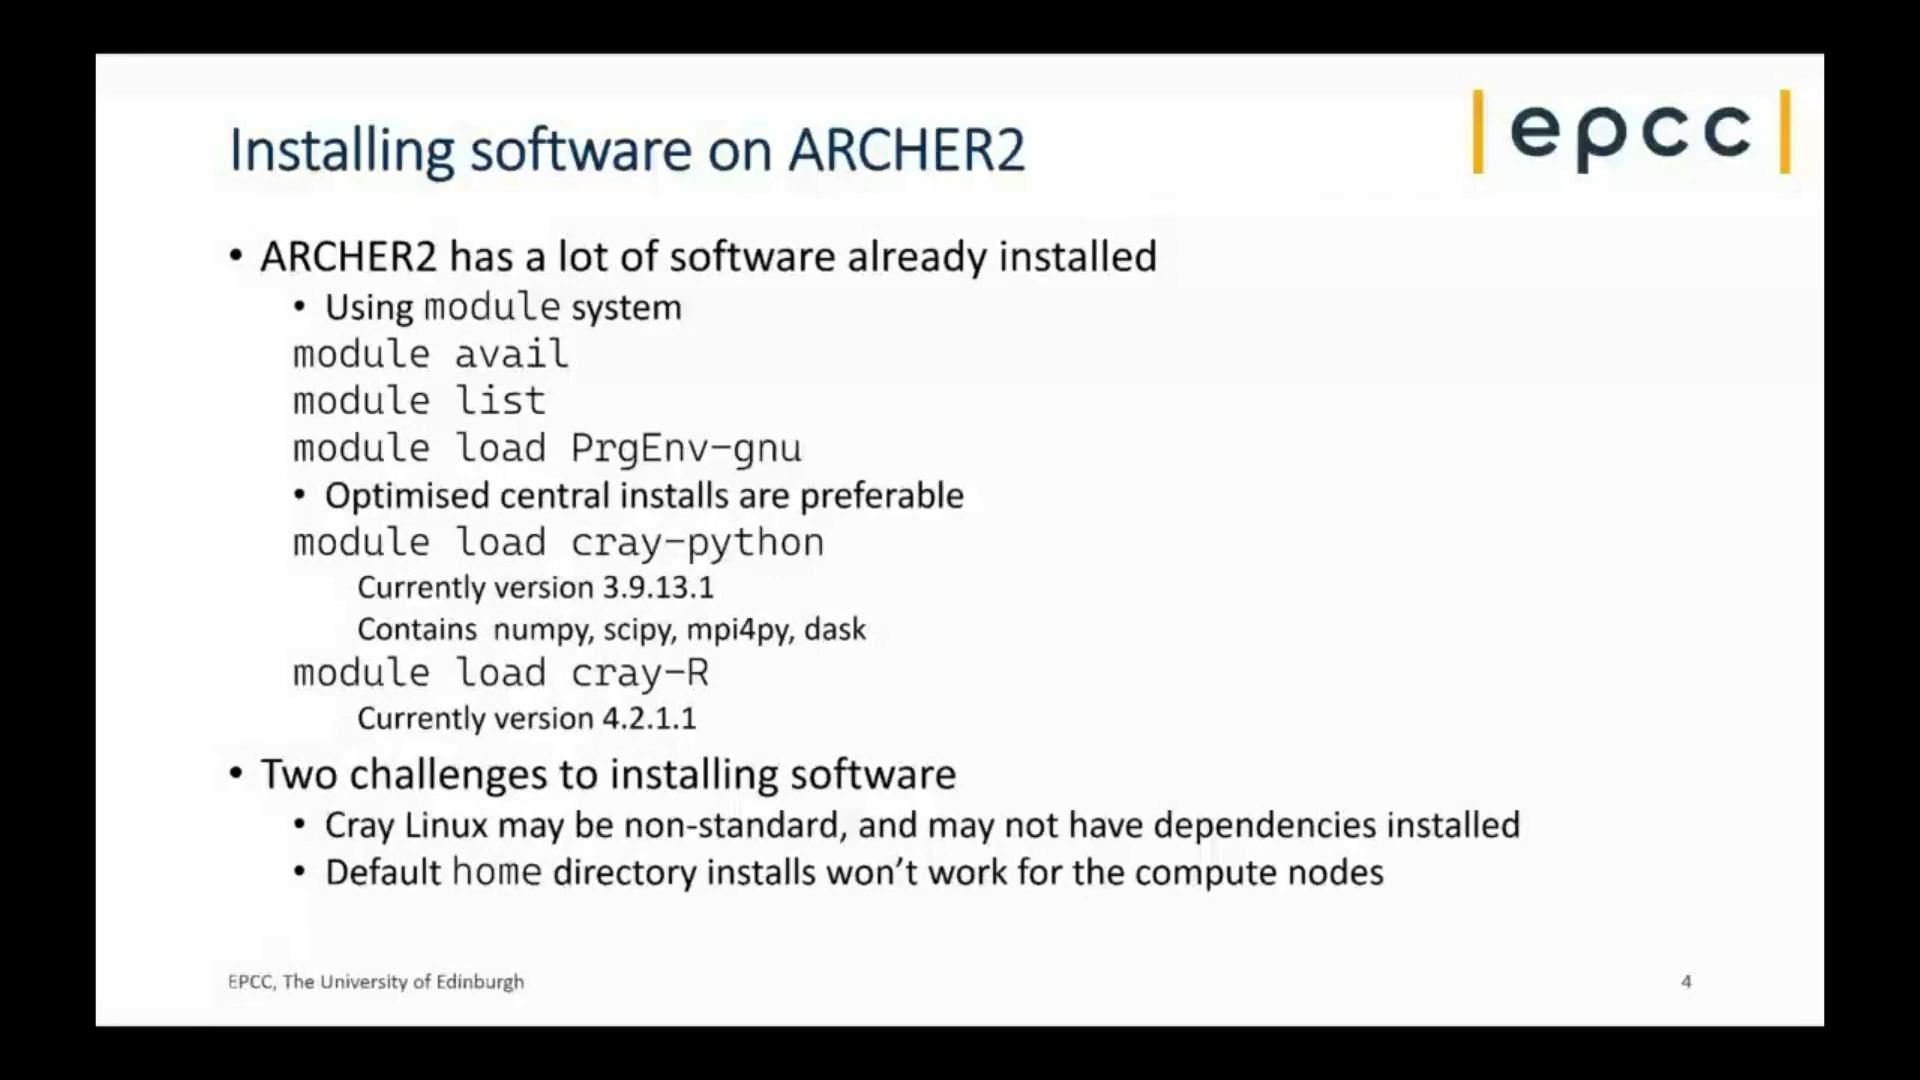 Installing software on ARCHER2
|epcc|
• ARCHER2 has a lot of software already installed
• Using module system
module avail
module list
module load PrgEnv-gnu
• Optimised central installs are preferable
module load cray-python
Currently version 3.9.13.1
Contains numpy, scipy, mpi4py, dask
module load cray-R
Currently version 4.2.1.1
• Two challenges to installing software
• Cray Linux may be non-standard, and may not have dependencies installed
• Default home directory installs won’t work for the compute nodes
EPCC, The University of Edinburgh
4